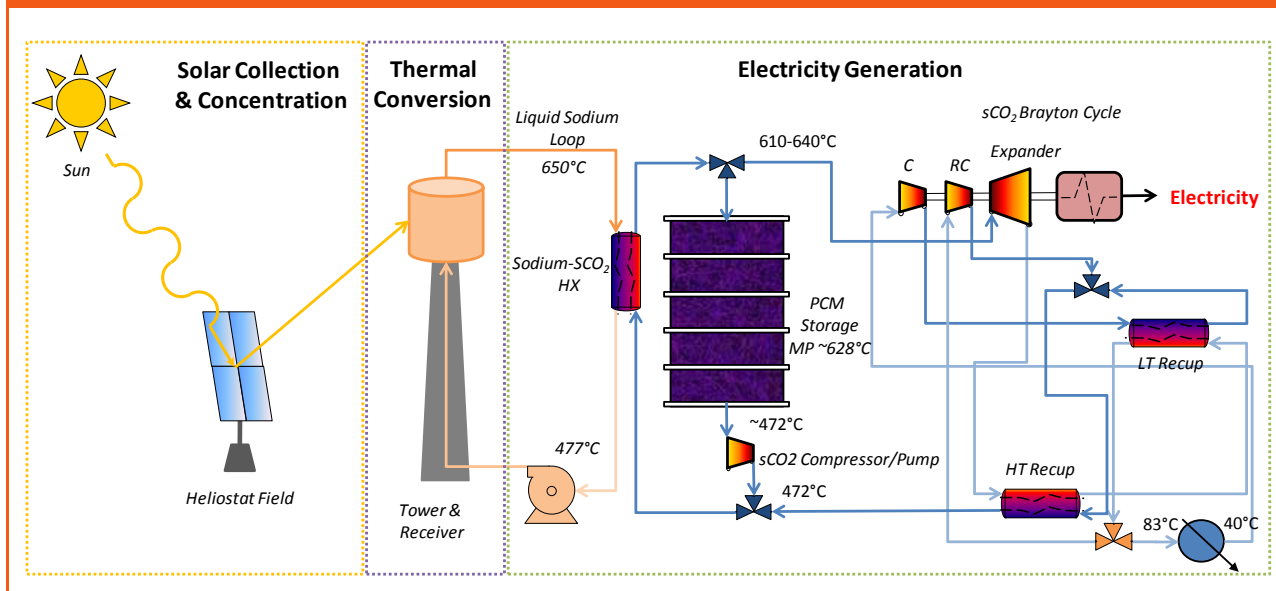 Solar Collection
& Concentration
Thermal
Conversion
Electricity Generation
Sun
Heliostat Field
Tower &
Receiver
Liquid Sodium
Loop
650°C
Sodium-SCO₂
HX
477°C
610-640°C
PCM
Storage
MP ~628°C
~472°C
sCO2 Compressor/Pump
472°C
sCO₂ Brayton Cycle
C
RC
Expander
Electricity
LT Recup
HT Recup
83°C
40°C